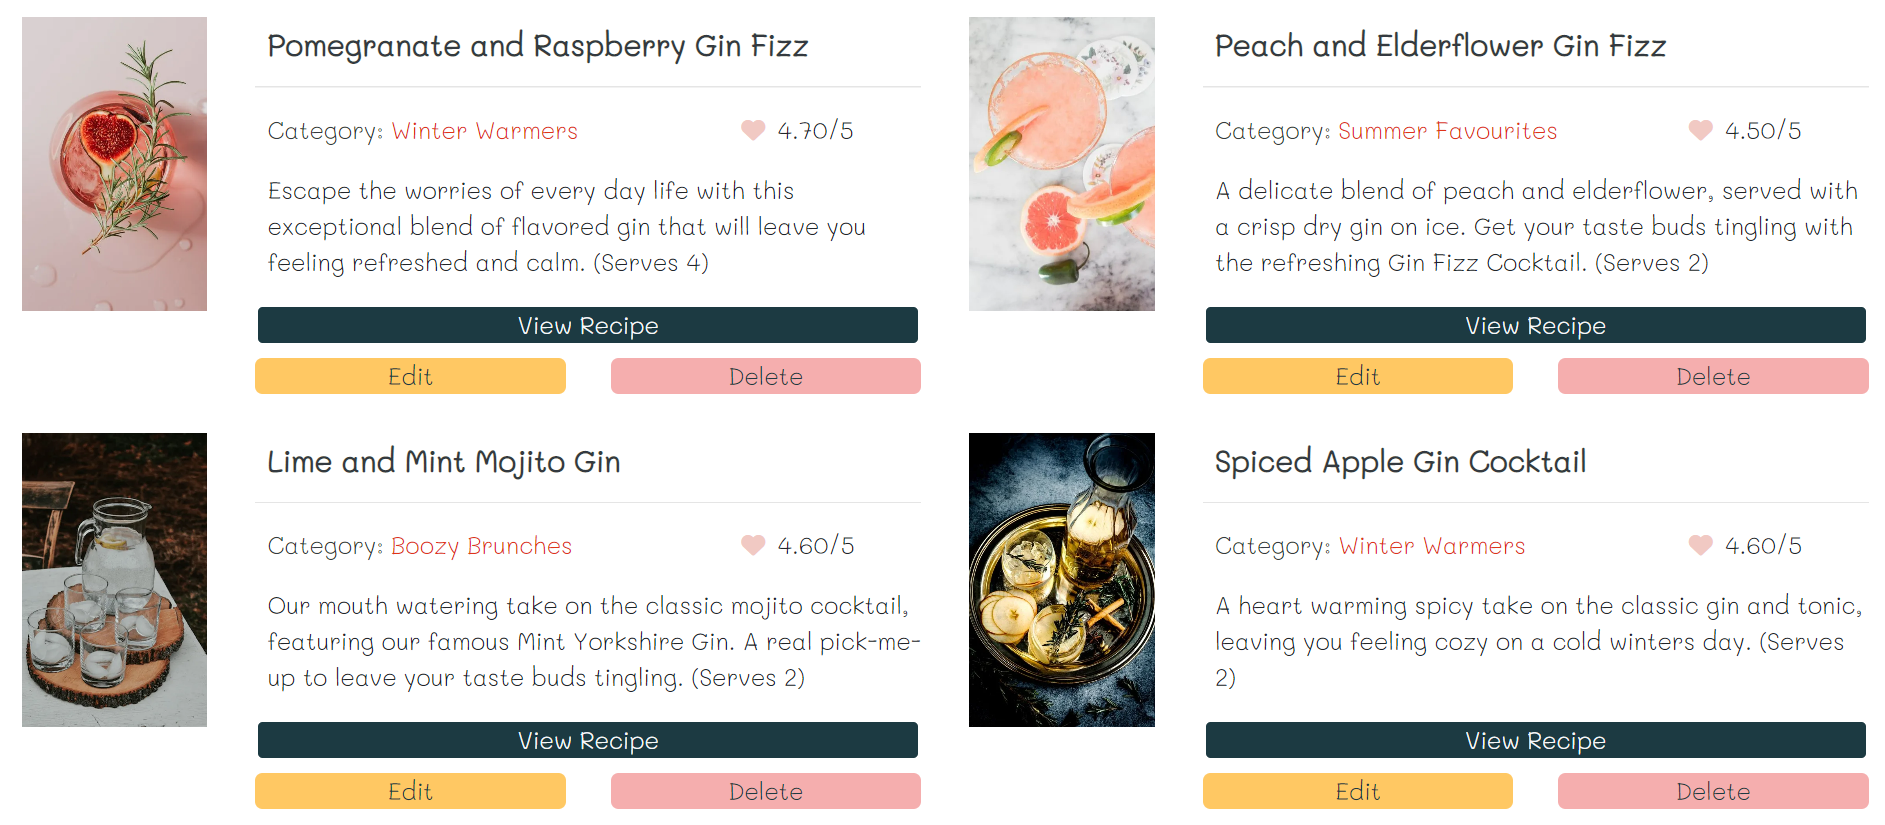 Pomegranate and Raspberry Gin Fizz
Category: Winter Warmers 4.70/5
Escape the worries of every day life with this
exceptional blend of flavored gin that will leave you
feeling refreshed and calm. (Serves 4)
View Recipe
Edit Delete
Peach and Elderflower Gin Fizz
Category: Summer Favourites 4.50/5
A delicate blend of peach and elderflower, served with
a crisp dry gin on ice. Get your taste buds tingling with
the refreshing Gin Fizz Cocktail. (Serves 2)
View Recipe
Edit Delete
Lime and Mint Mojito Gin
Category: Boozy Brunches 4.60/5
Our mouth watering take on the classic mojito cocktail,
featuring our famous Mint Yorkshire Gin. A real pick-me-
up to leave your taste buds tingling. (Serves 2)
View Recipe
Edit Delete
Spiced Apple Gin Cocktail
Category: Winter Warmers 4.60/5
A heart warming spicy take on the classic gin and tonic,
leaving you feeling cozy on a cold winters day. (Serves
2)
View Recipe
Edit Delete